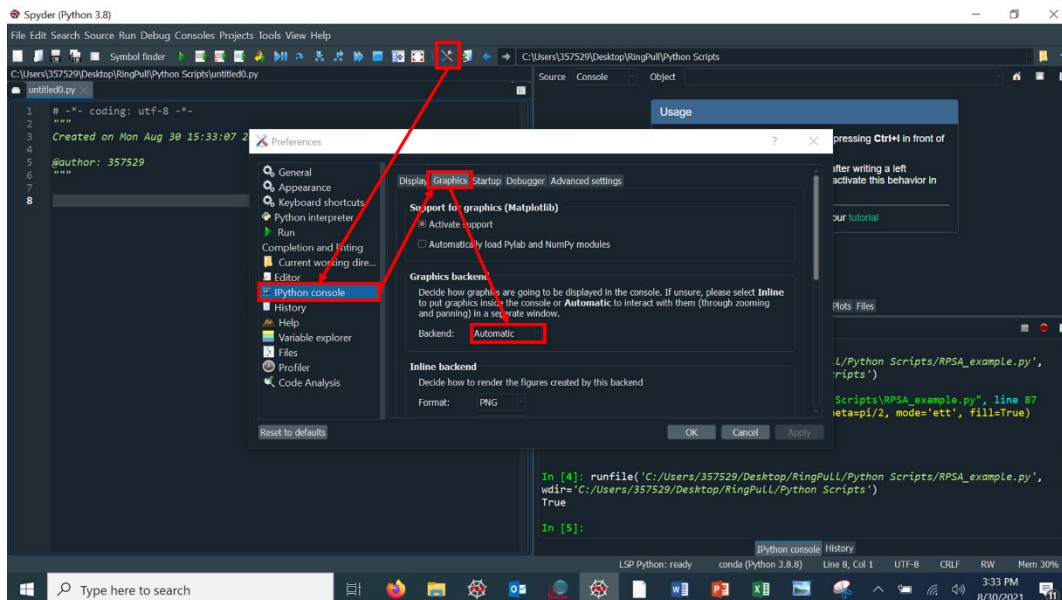 Spyder (Python 3.8)
File Edit Search Source Run Debug Consoles Projects Tools View Help
Symbol finder
C:\Users\357529\Desktop\RingPull\Python Scripts
C:\Users\357529\Desktop\RingPull\Python Scripts\untitled0.py
untitled0.py
1 # -*- coding: utf-8 -*-
2 """
3 Created on Mon Aug 30 15:33:07 2
4
5 @author: 357529
6 """
7
8
Source Console Object
Usage
pressing Ctrl+I in front of
after writing a left
activate this behavior in
our tutorial
Preferences
General
Appearance
Keyboard shortcuts
Python interpreter
Run
Completion and linting
Current working dire...
Editor
IPython console
History
Help
Variable explorer
Files
Profiler
Code Analysis
Reset to defaults
Display Graphics Startup Debugger Advanced settings
Support for graphics (Matplotlib)
Activate support
Automatically load Pylab and NumPy modules
Graphics backend
Decide how graphics are going to be displayed in the console. If unsure, please select Inline
to put graphics inside the console or Automatic to interact with them (through zooming
and panning) in a separate window.
Backend: Automatic
Inline backend
Decide how to render the figures created by this backend
Format: PNG
OK Cancel Apply
Plots Files
/Python Scripts/RPSA_example.py',
Scripts\RPSA_example.py", line 87
=pi/2, mode='ett', fill=True)
In [4]: runfile('C:/Users/357529/Desktop/RingPull/Python Scripts/RPSA_example.py',
wdir='C:/Users/357529/Desktop/RingPull/Python Scripts')
True
In [5]:
IPython console History
LSP Python: ready conda (Python 3.8.8) Line 8, Col 1 UTF-8 CRLF RW Mem 30%
Type here to search
3:33 PM
8/30/2021